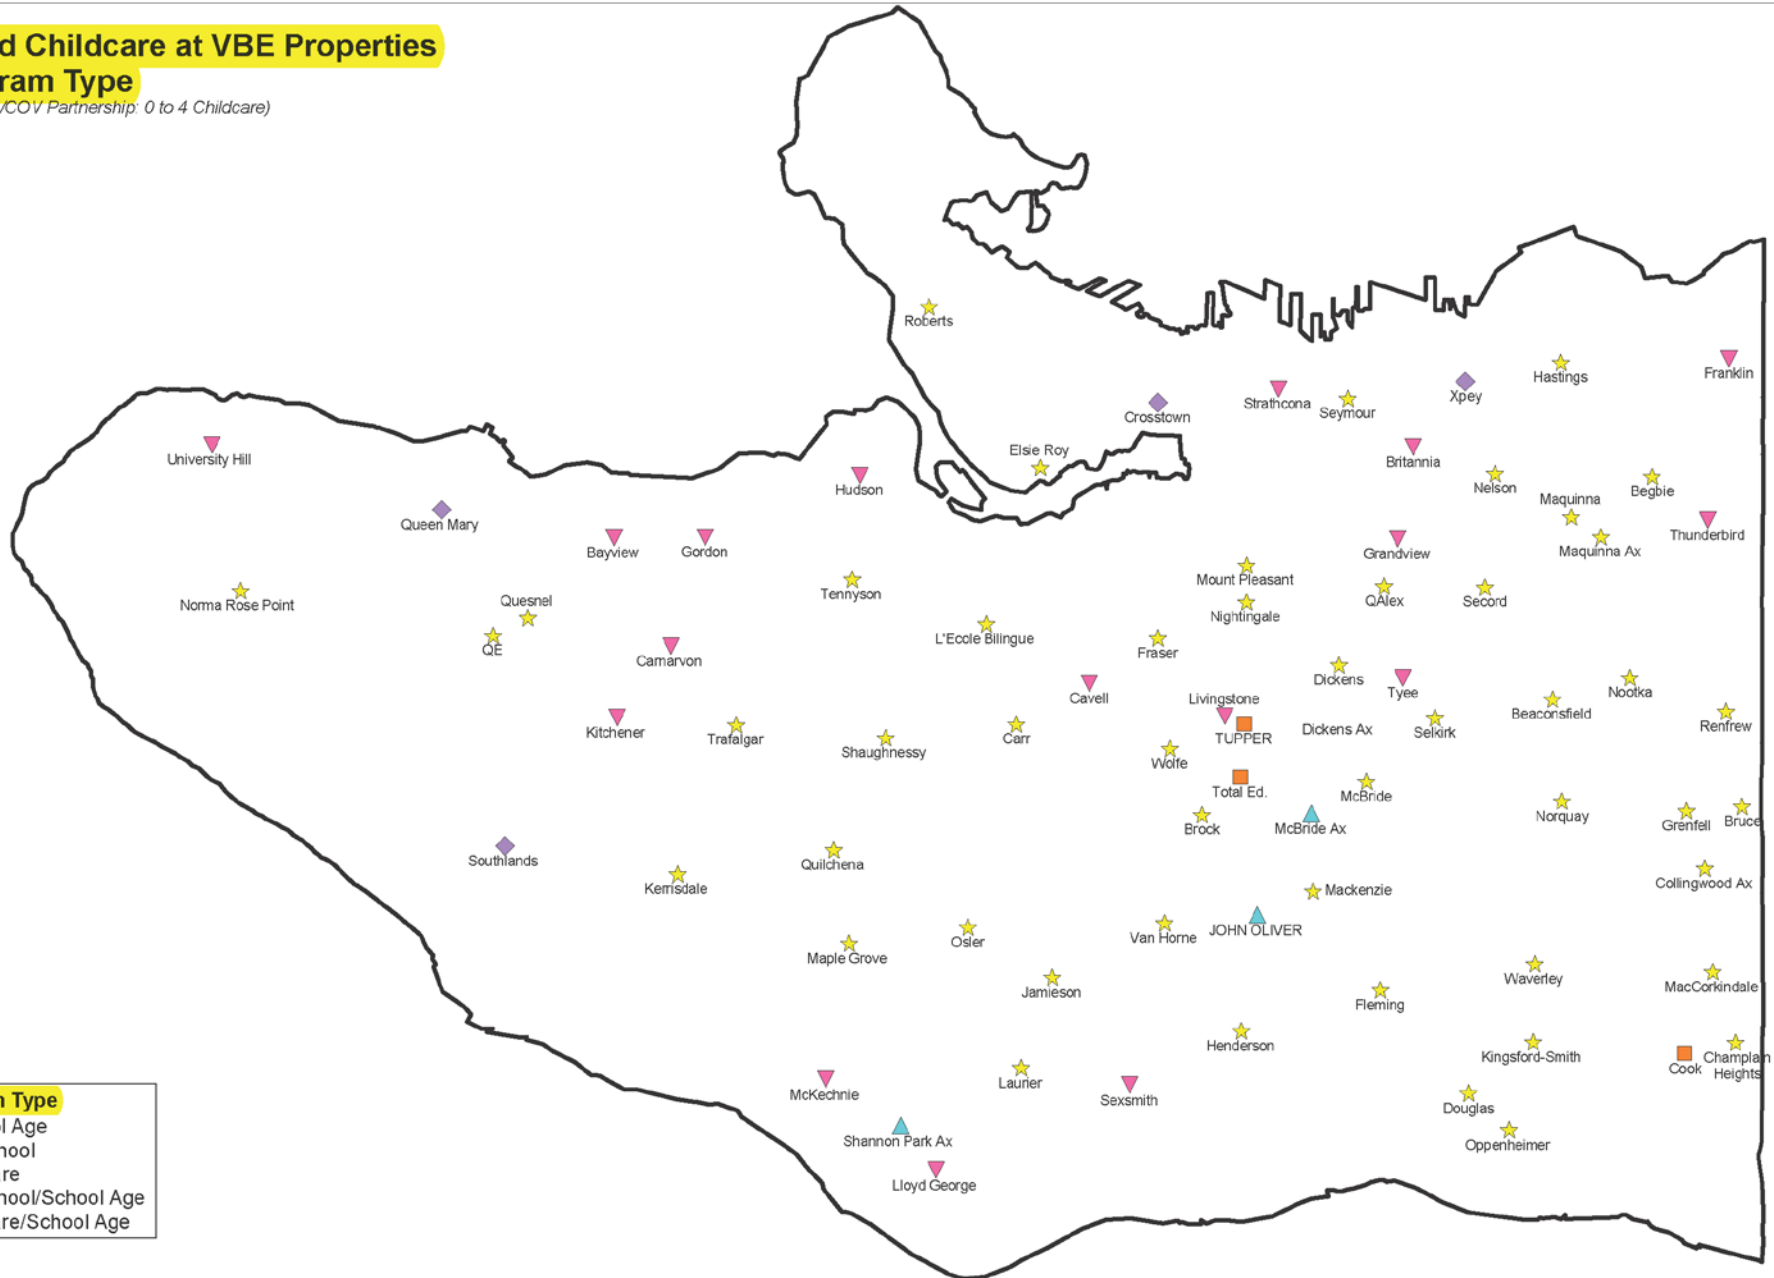 d Childcare at VBE Properties
ram Type
/COV Partnership: 0 to 4 Childcare)
Roberts
Hastings
Franklin
Xpey
Strathcona
Seymour
Crosstown
Elsie Roy
University Hill
Britannia
Hudson
Nelson
Begbie
Maquinna
Queen Mary
Thunderbird
Bayview
Gordon
Grandview
Maquinna Ax
Mount Pleasant
Tennyson
Quesnel
QAlex
Secord
Norma Rose Point
Nightingale
L'Eccle Bilingue
QE
Fraser
Carnarvon
Dickens
Tyee
Nootka
Cavell
Livingstone
Beaconsfield
Renfrew
Kitchener
Trafalgar
Carr
TUPPER
Dickens Ax
Selkirk
Shaughnessy
Wolfe
Total Ed.
McBride
Norquay
Bruce
Grenfell
Brock
McBride Ax
Southlands
Quilchena
Kerrisdale
Collingwood Ax
Mackenzie
JOHN OLIVER
Van Horne
Osler
Maple Grove
Waverley
MacCorkindale
Jamieson
Fleming
Henderson
Kingsford-Smith
Cook
Champlain
Heights
Laurier
McKechnie
Sexsmith
Douglas
Shannon Park Ax
Oppenheimer
Lloyd George
n Type
l Age
hool
re
hool/School Age
re/School Age